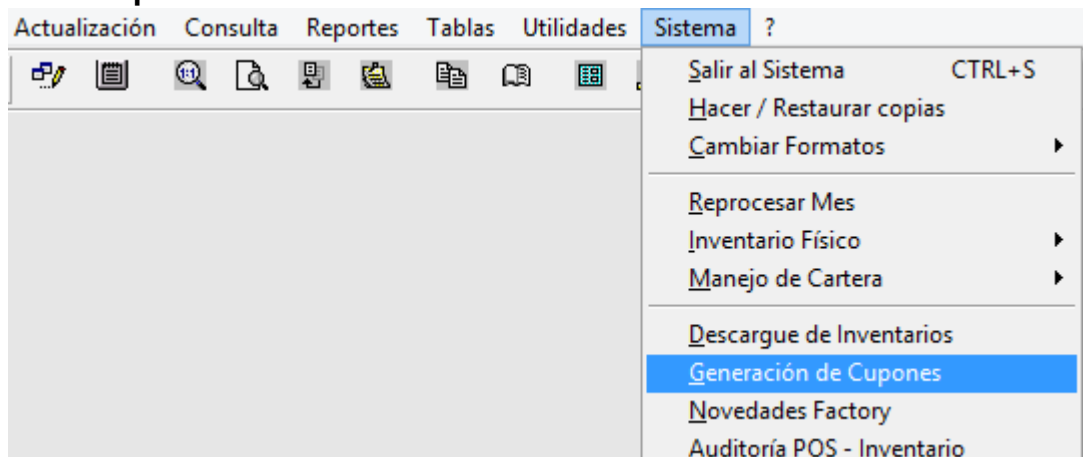 Actualización Consulta Reportes Tablas Utilidades Sistema ?
Salir al Sistema CTRL+S
Hacer / Restaurar copias
Cambiar Formatos
Reprocesar Mes
Inventario Físico
Manejo de Cartera
Descargue de Inventarios
Generación de Cupones
Novedades Factory
Auditoría POS - Inventario